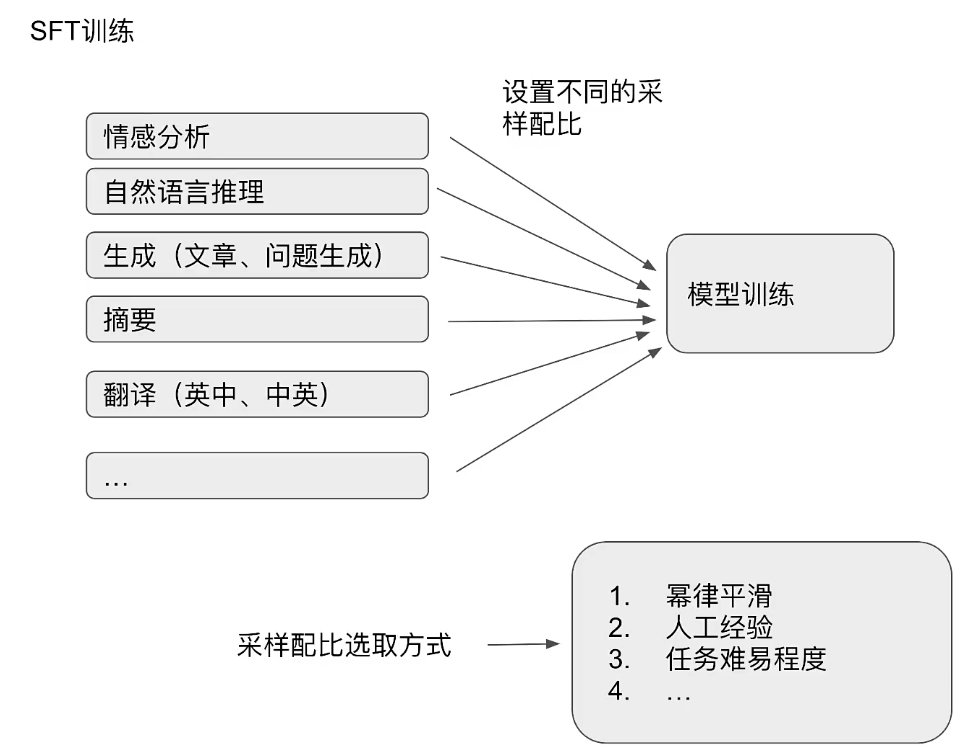 SFT训练
设置不同的采
样配比
情感分析
自然语言推理
生成（文章、问题生成）
摘要
翻译（英中、中英）
…
模型训练
采样配比选取方式
1. 幂律平滑
2. 人工经验
3. 任务难易程度
4. …